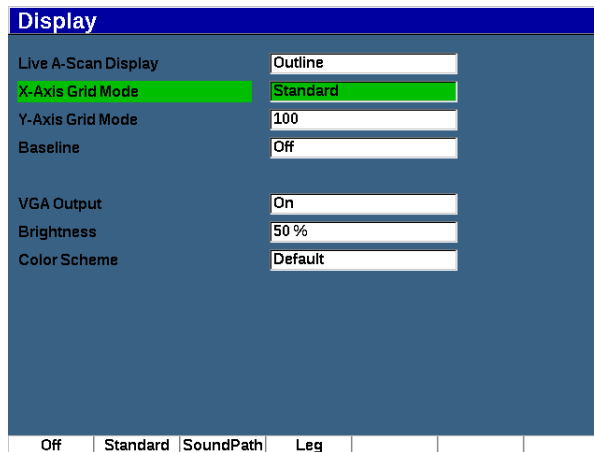 Display
Live A-Scan Display Outline
X-Axis Grid Mode Standard
Y-Axis Grid Mode 100
Baseline Off
VGA Output On
Brightness 50 %
Color Scheme Default
Off Standard SoundPath Leg